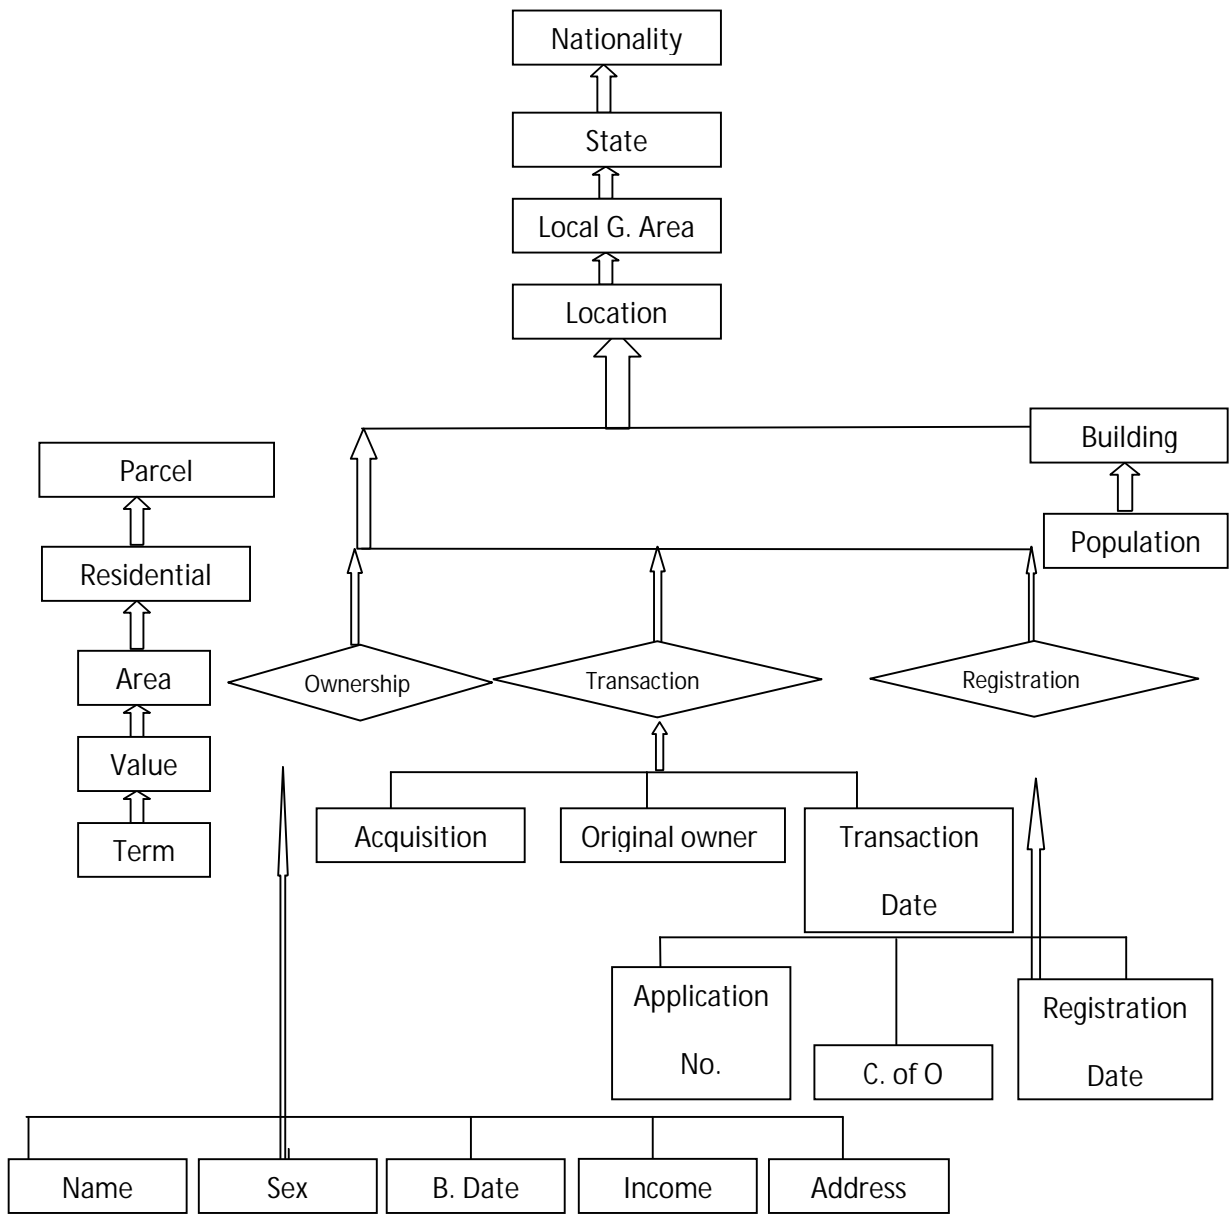 Nationality
State
Local G. Area
Location
Building
Parcel
Population
Residential
Area
Ownership
Transaction
Registration
Value
Term
Acquisition
Original owner
Transaction
Date
Application
No.
C. of O
Registration
Date
Name
Sex
B. Date
Income
Address